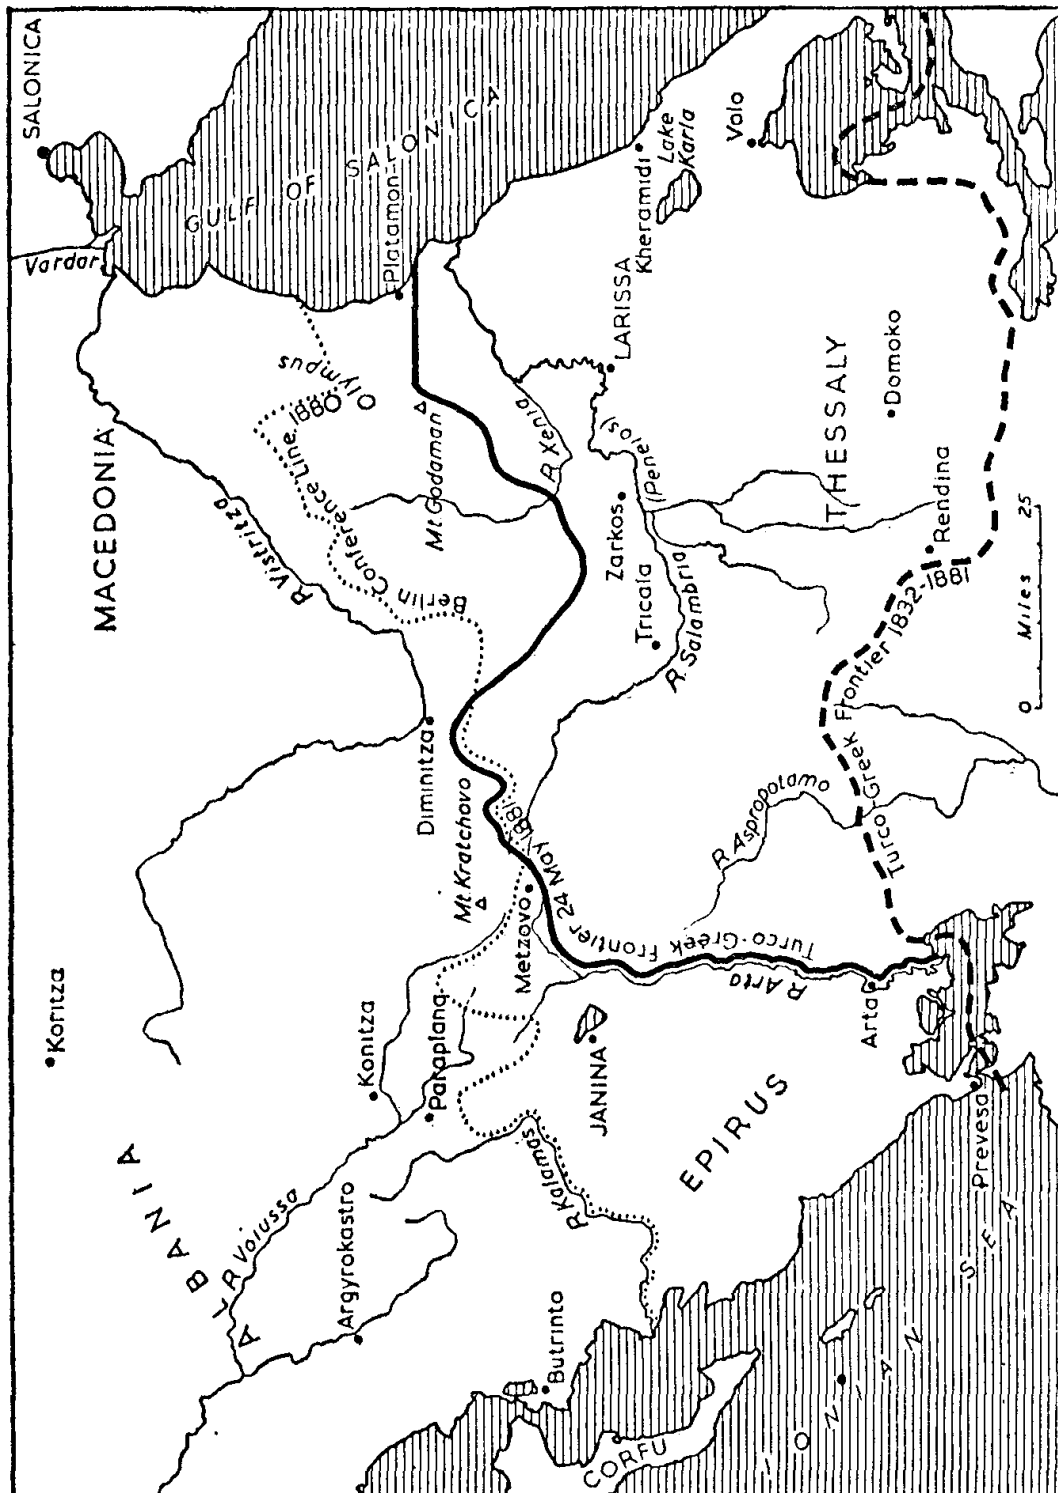 SALONICA
Vardar
GULF OF SALONICA
Platamon
MACEDONIA
R Vistritza
Olympus
Berlin Conference Line 1880
Mt Godaman
R Xenia
LARISSA
Kheramidi
Lake
Karla
Volo
THESSALY
Domoko
Rendina
Zarkos
Tricala
R Salambria
(Peneios)
Diminitza
Mt. Kratchovo
Metzovo
Turco-Greek Frontier 24 May 1881
Turco-Greek Frontier 1832-1881
R Aspropotamo
R Arta
Arta
Koritza
Konitza
Paraplana
JANINA
R Kalamas
EPIRUS
Prevesa
ALBANIA
R Voiussa
Argyrokastro
Butrinto
CORFU
IONIAN SEA
0 Miles 25